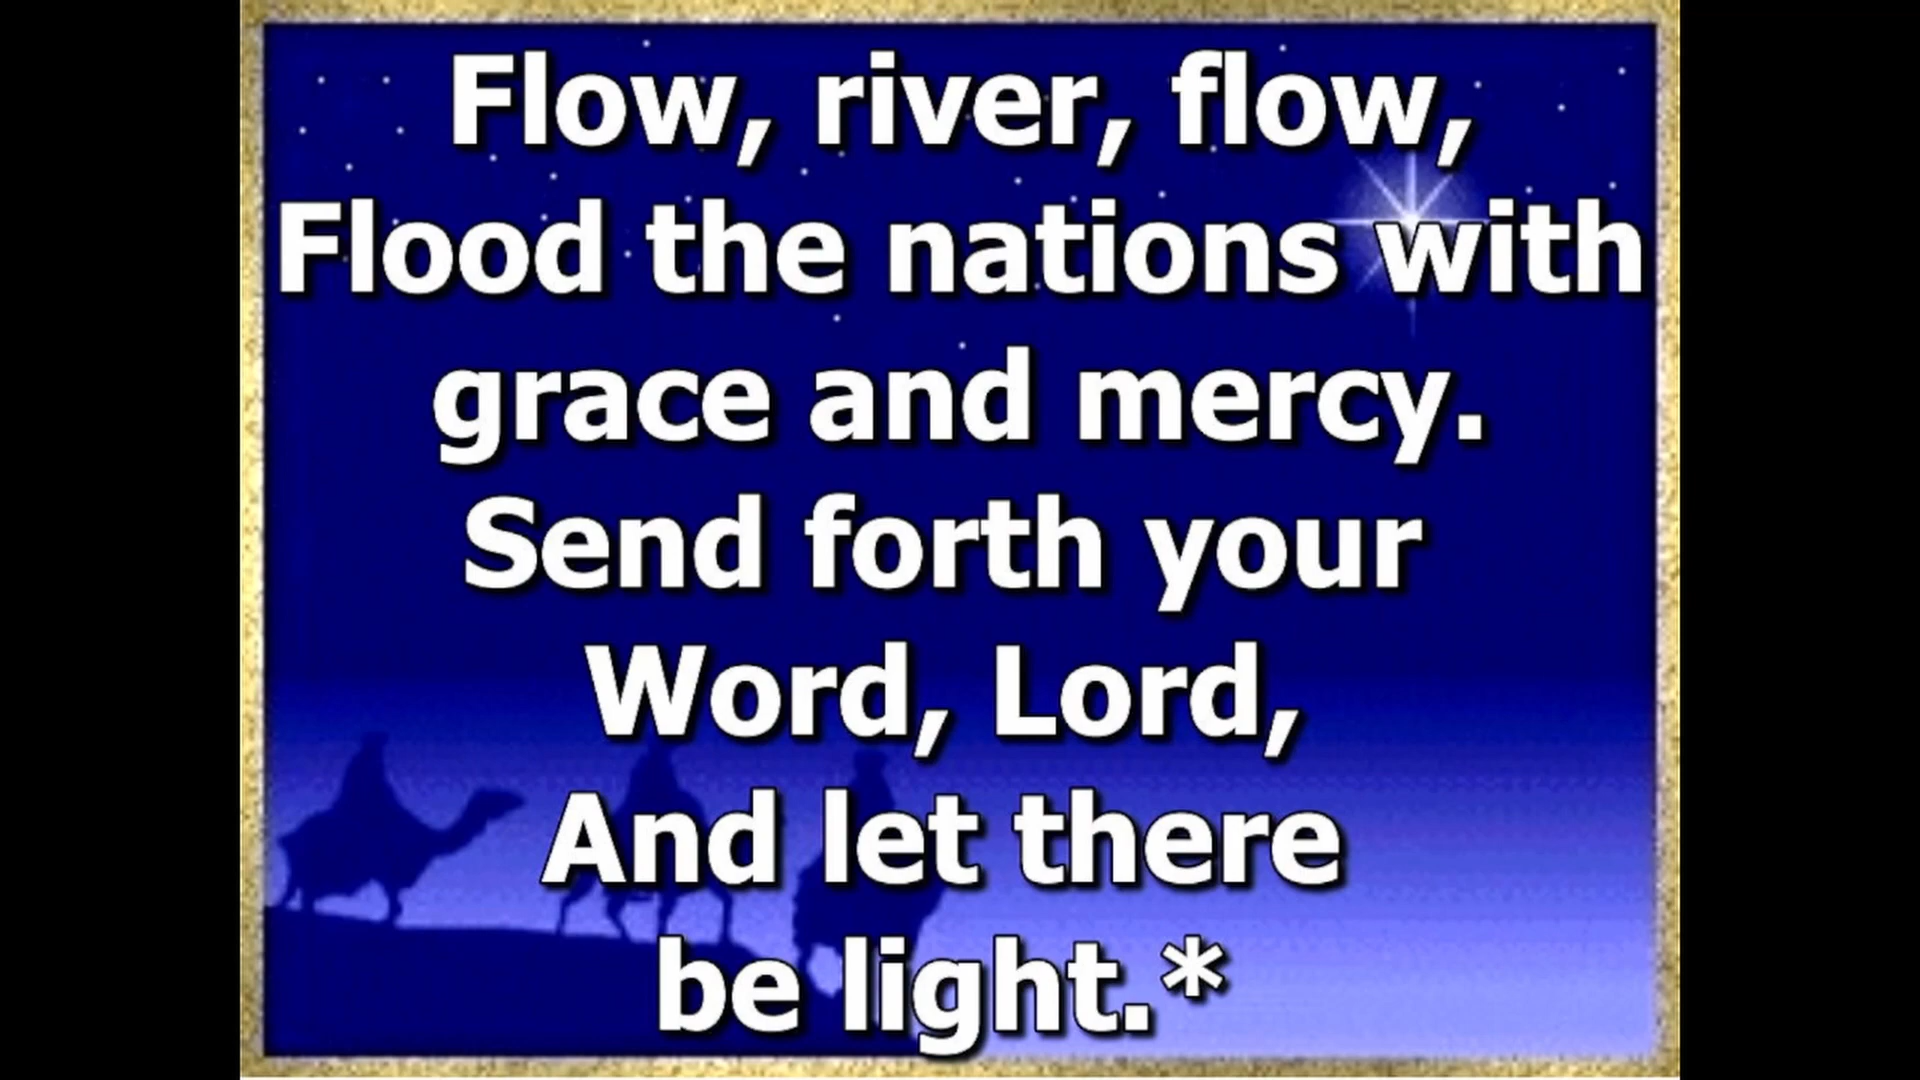 Flow, river, flow,
Flood the nations with
grace and mercy.
Send forth your
Word, Lord,
And let there
be light.*